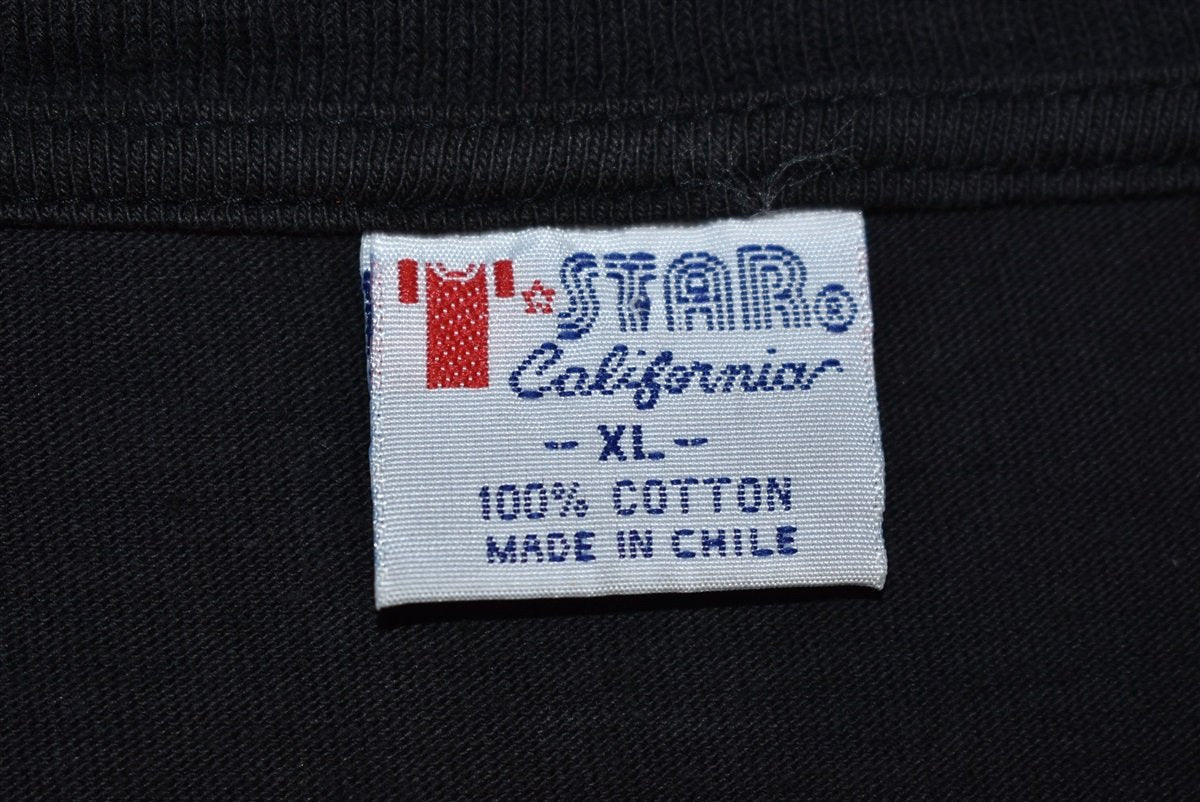 STAR®
California
- XL -
100% COTTON
MADE IN CHILE